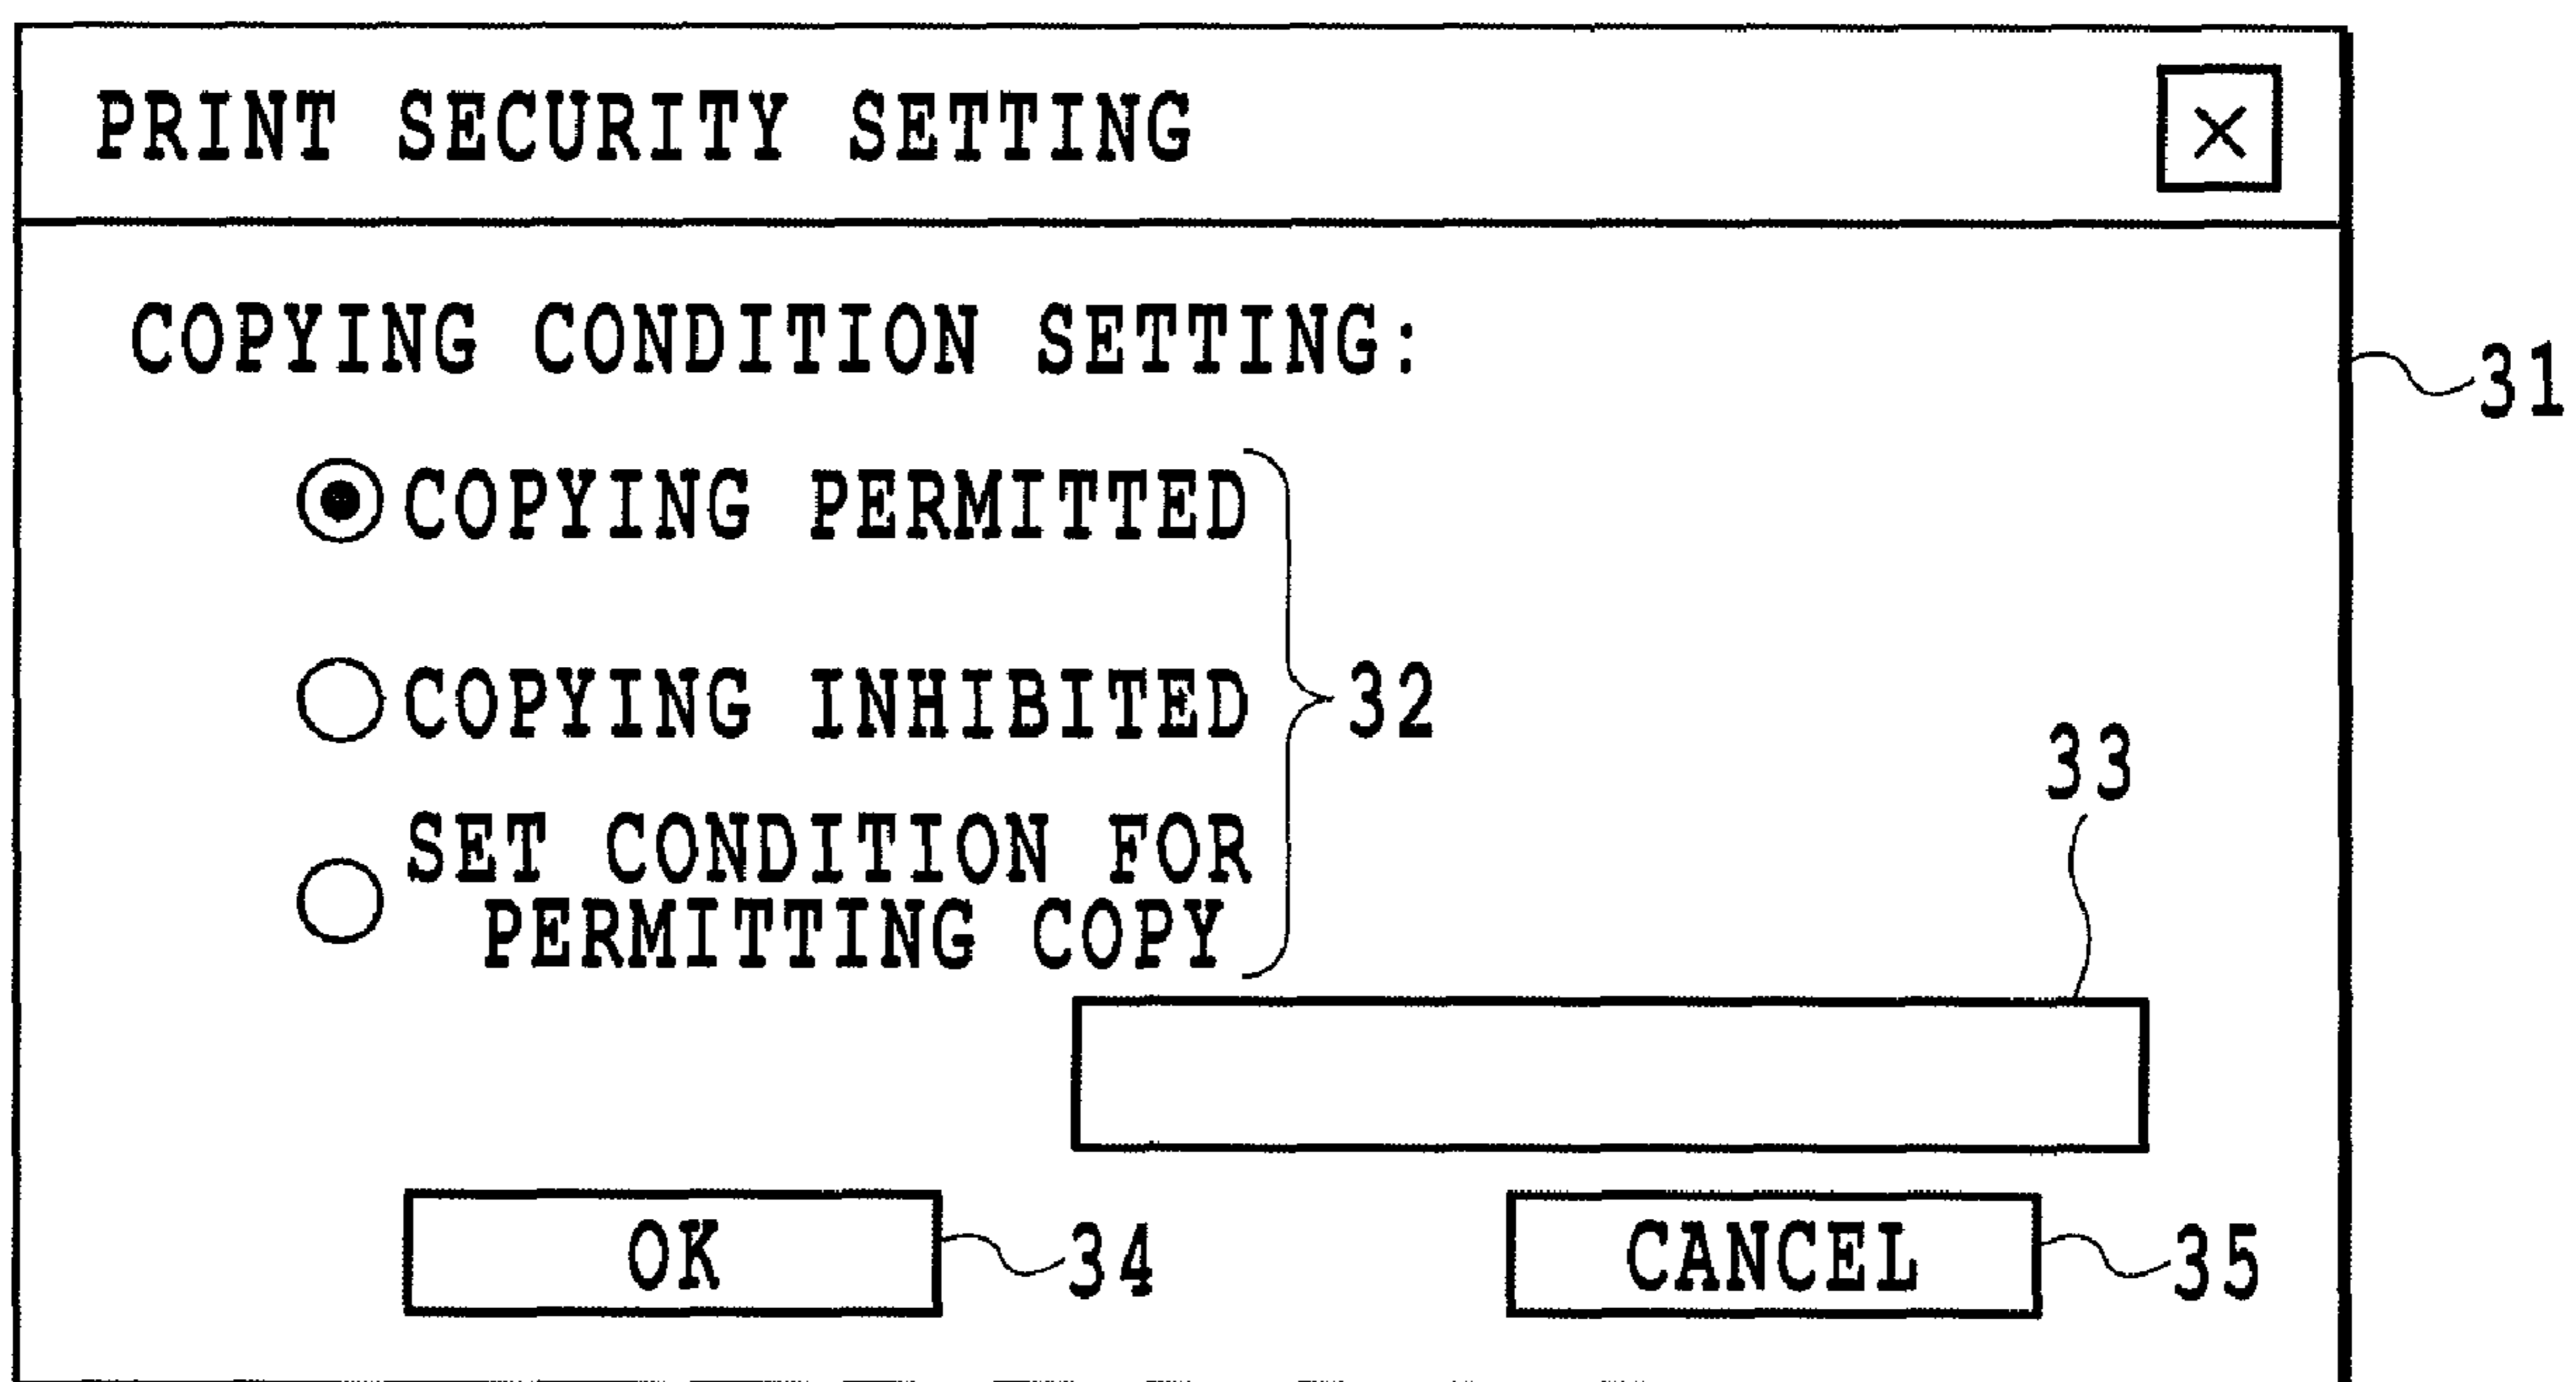 PRINT SECURITY SETTING ×
COPYING CONDITION SETTING:
31
COPYING PERMITTED
COPYING INHIBITED
32
33
SET CONDITION FOR
PERMITTING COPY
OK
34
CANCEL
35